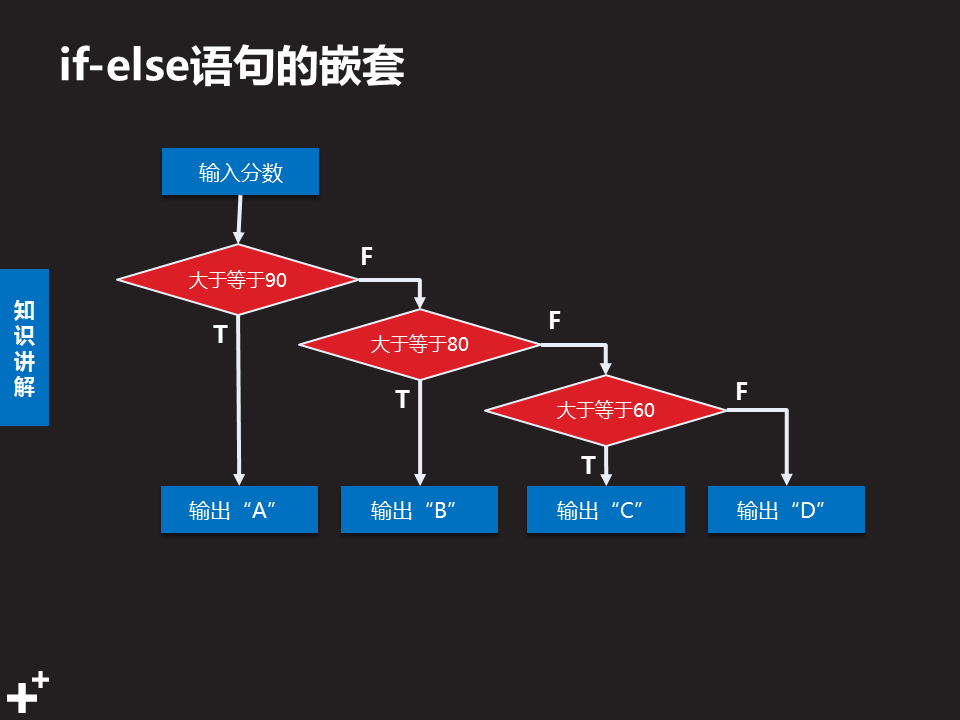 if-else语句的嵌套
输入分数
F
大于等于90
知识讲解
T
F
大于等于80
T
F
大于等于60
T
输出“A”
输出“B”
输出“C”
输出“D”